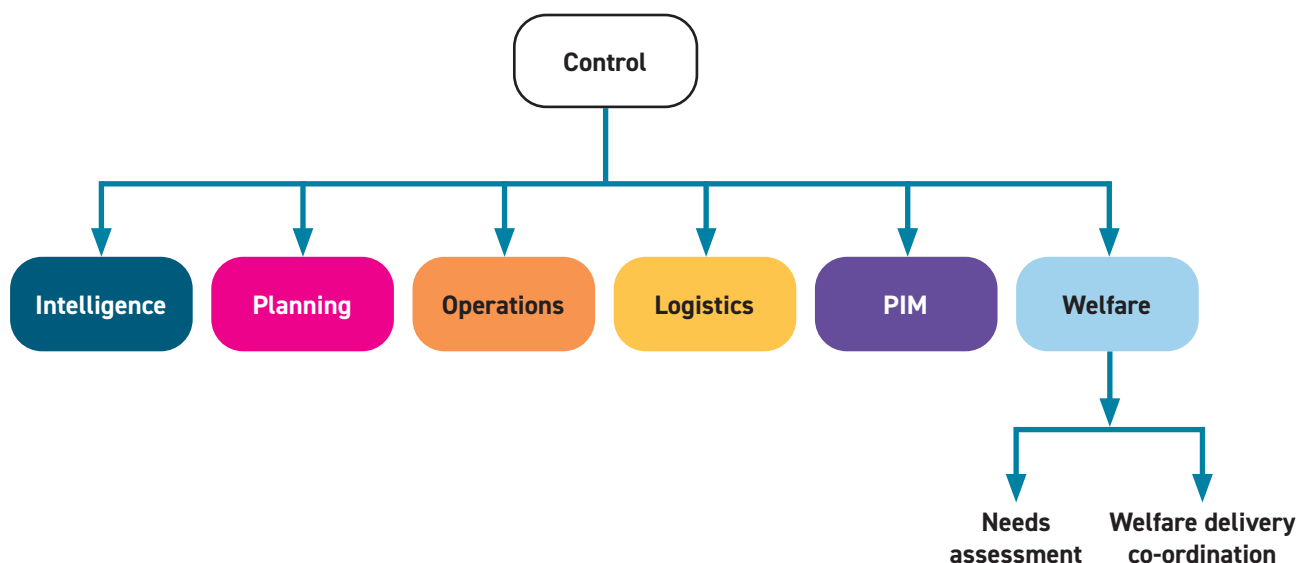 Control
Intelligence
Planning
Operations
Logistics
PIM
Welfare
Needs
assessment
Welfare delivery
co-ordination